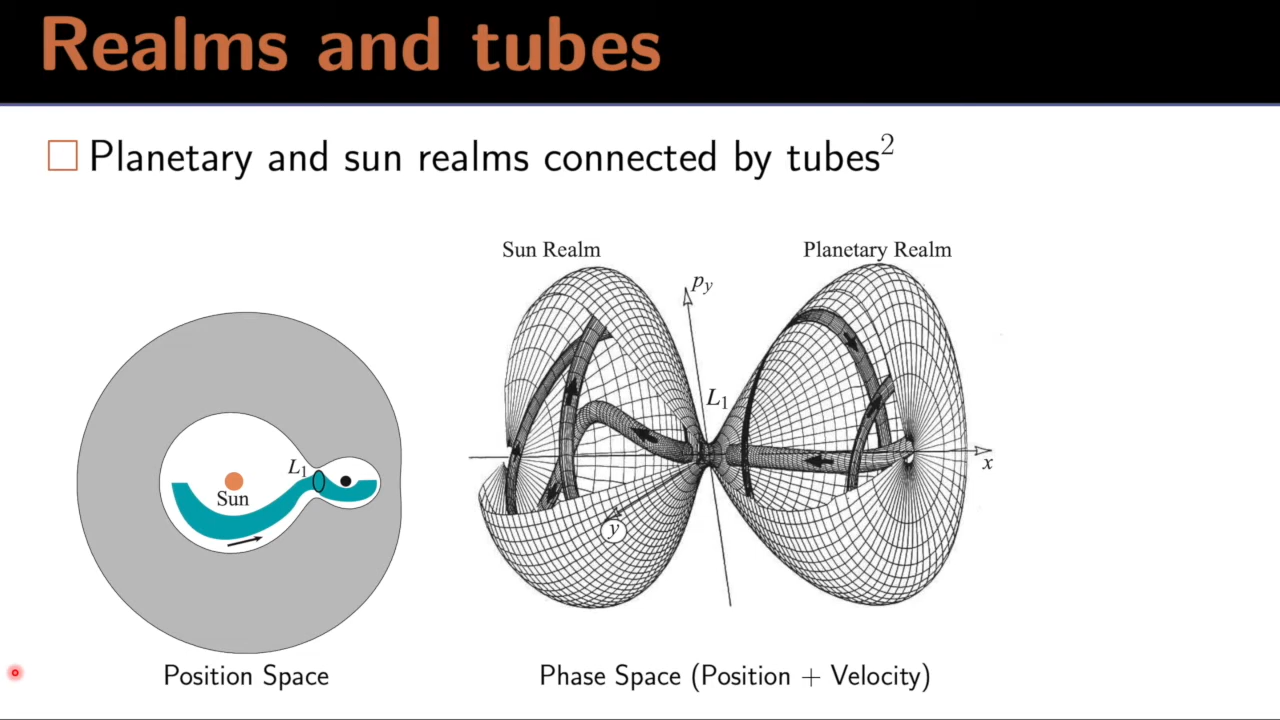 Realms and tubes
Planetary and sun realms connected by tubes²
Sun Realm
Planetary Realm
p_y
L₁
x
y
L₁
Sun
Position Space
Phase Space (Position + Velocity)